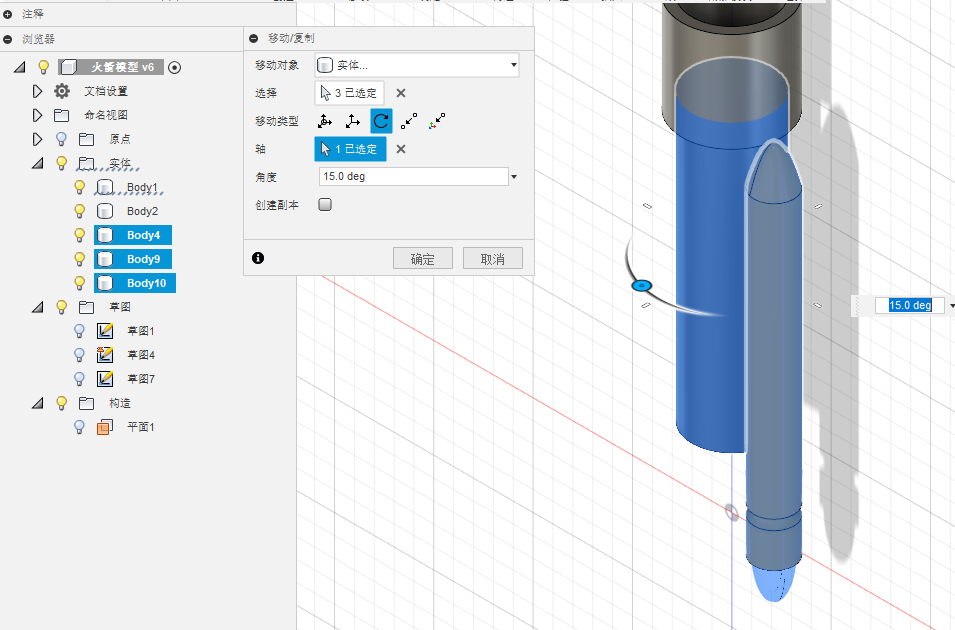 注释
浏览器
火箭模型 v6
文档设置
命名视图
原点
实体
Body1
Body2
Body4
Body9
Body10
草图
草图1
草图4
草图7
构造
平面1
移动/复制
移动对象 实体...
选择 3 已选定
移动类型
轴 1 已选定
角度 15.0 deg
创建副本
确定 取消
15.0 deg